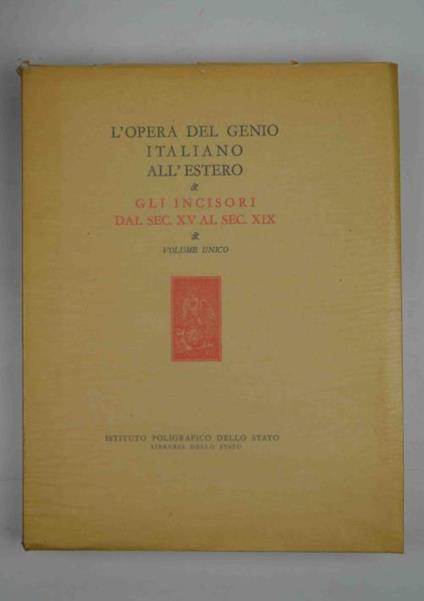 L'OPERA DEL GENIO
ITALIANO
ALL'ESTERO
&
GLI INCISORI
DAL SEC. XV AL SEC. XIX
&
VOLUME UNICO
ISTITUTO POLIGRAFICO DELLO STATO
LIBRERIA DELLO STATO